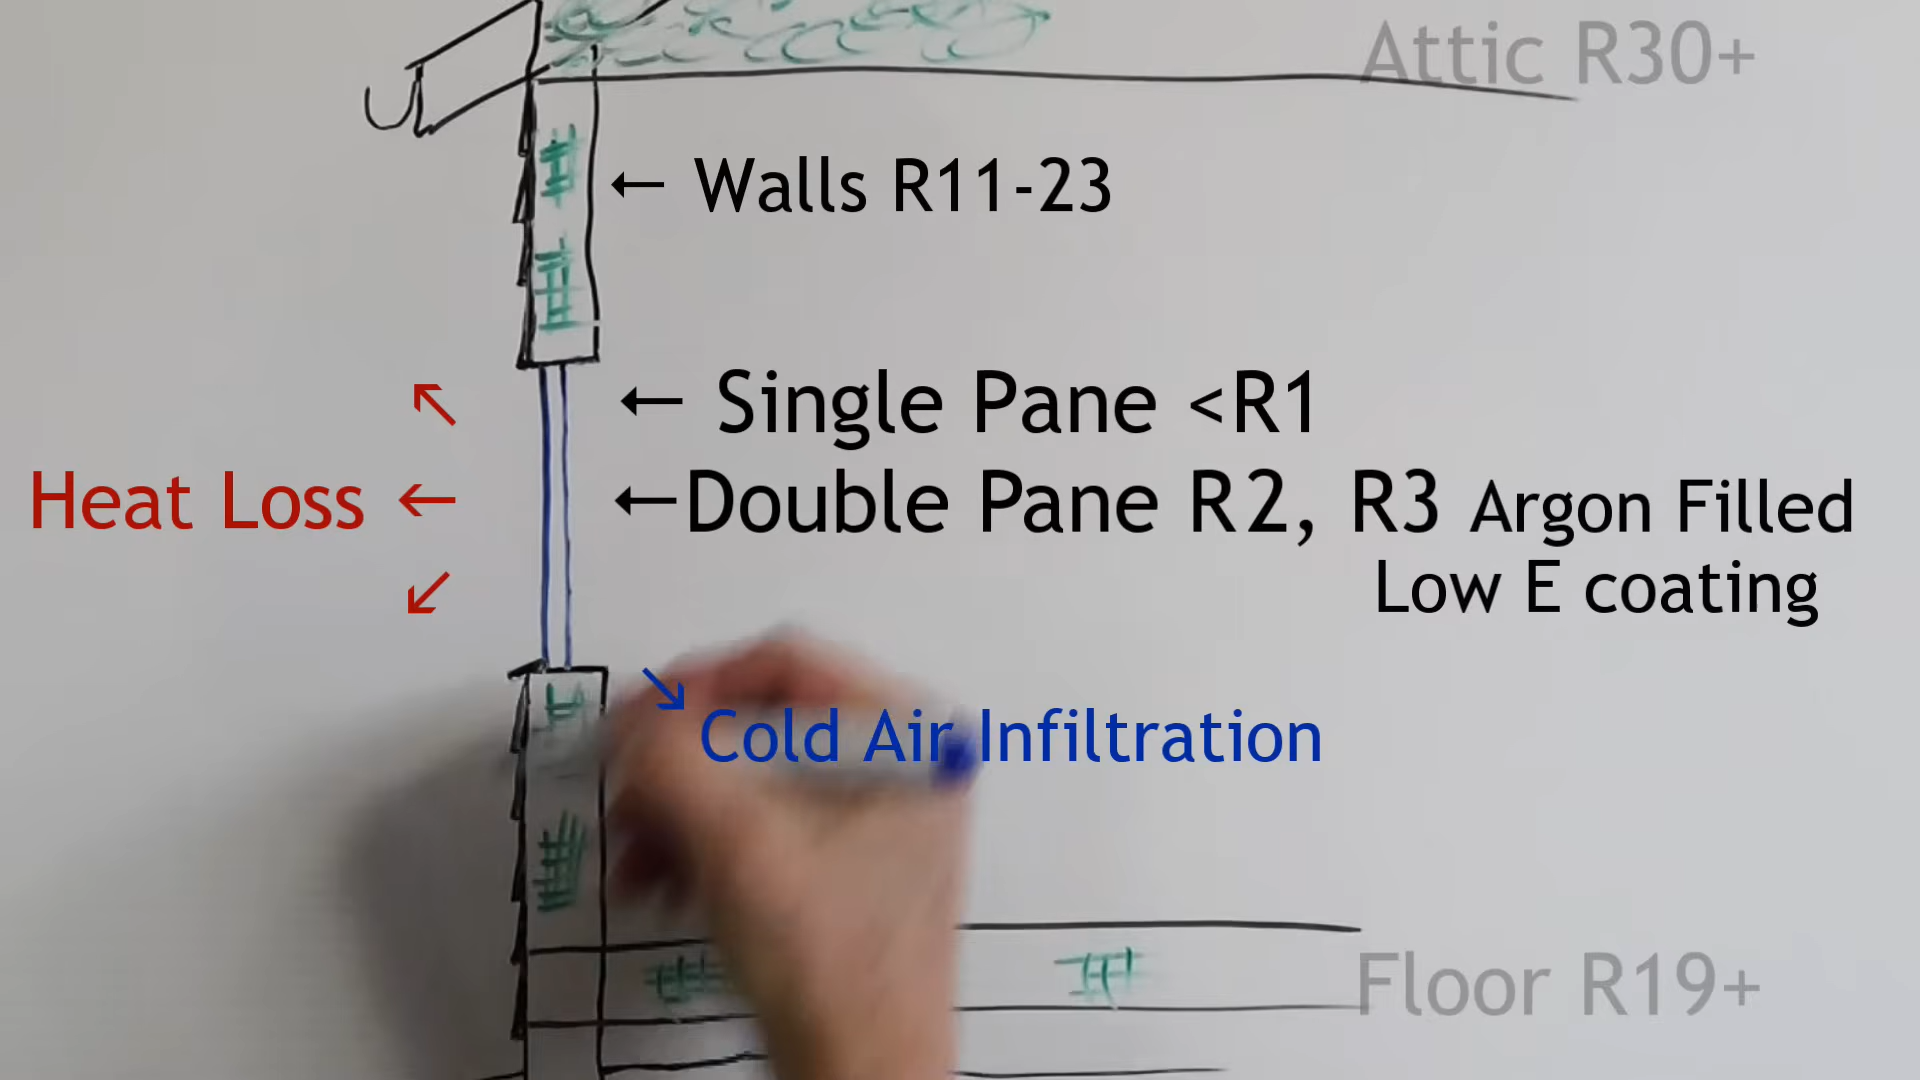 Attic R30+
← Walls R11-23
← Single Pane <R1
Heat Loss ← ←Double Pane R2, R3 Argon Filled
Low E coating
Cold Air Infiltration
Floor R19+